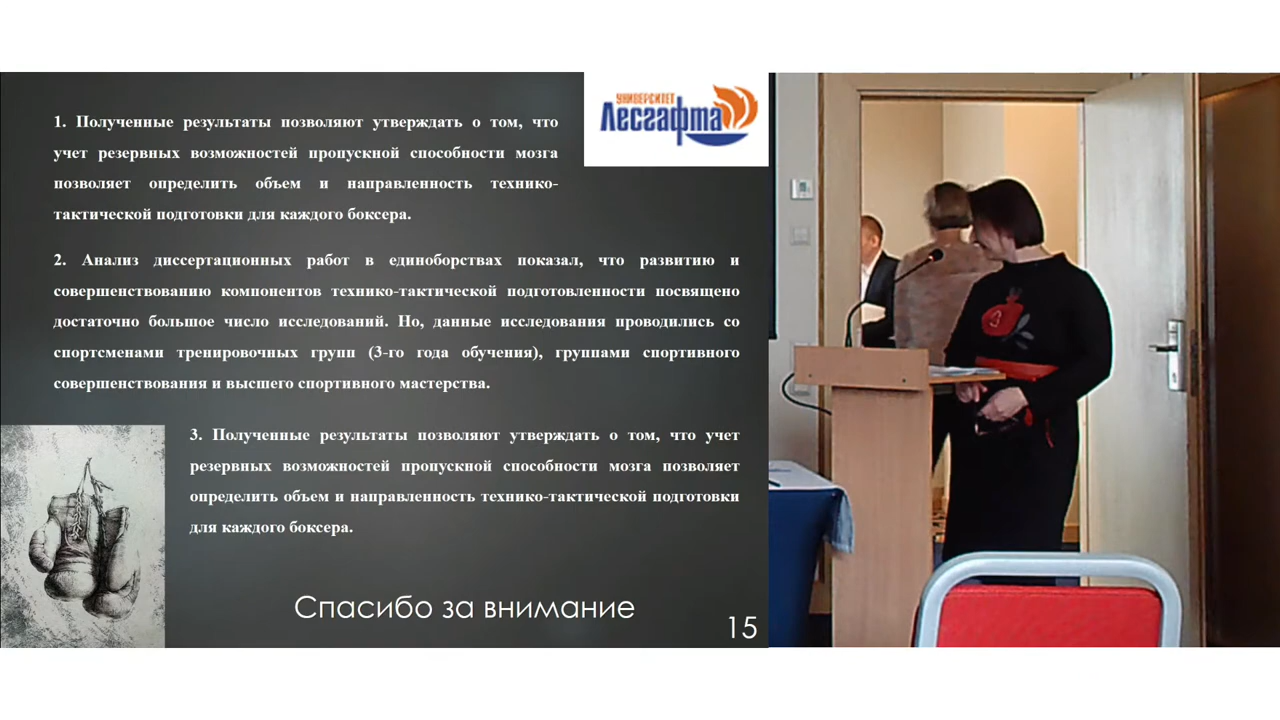 УНИВЕРСИТЕТ
Лесгафта
1. Полученные результаты позволяют утверждать о том, что
учет резервных возможностей пропускной способности мозга
позволяет определить объем и направленность технико-
тактической подготовки для каждого боксера.
2. Анализ диссертационных работ в единоборствах показал, что развитию и
совершенствованию компонентов технико-тактической подготовленности посвящено
достаточно большое число исследований. Но, данные исследования проводились со
спортсменами тренировочных групп (3-го года обучения), группами спортивного
совершенствования и высшего спортивного мастерства.
3. Полученные результаты позволяют утверждать о том, что учет
резервных возможностей пропускной способности мозга позволяет
определить объем и направленность технико-тактической подготовки
для каждого боксера.
Спасибо за внимание
15